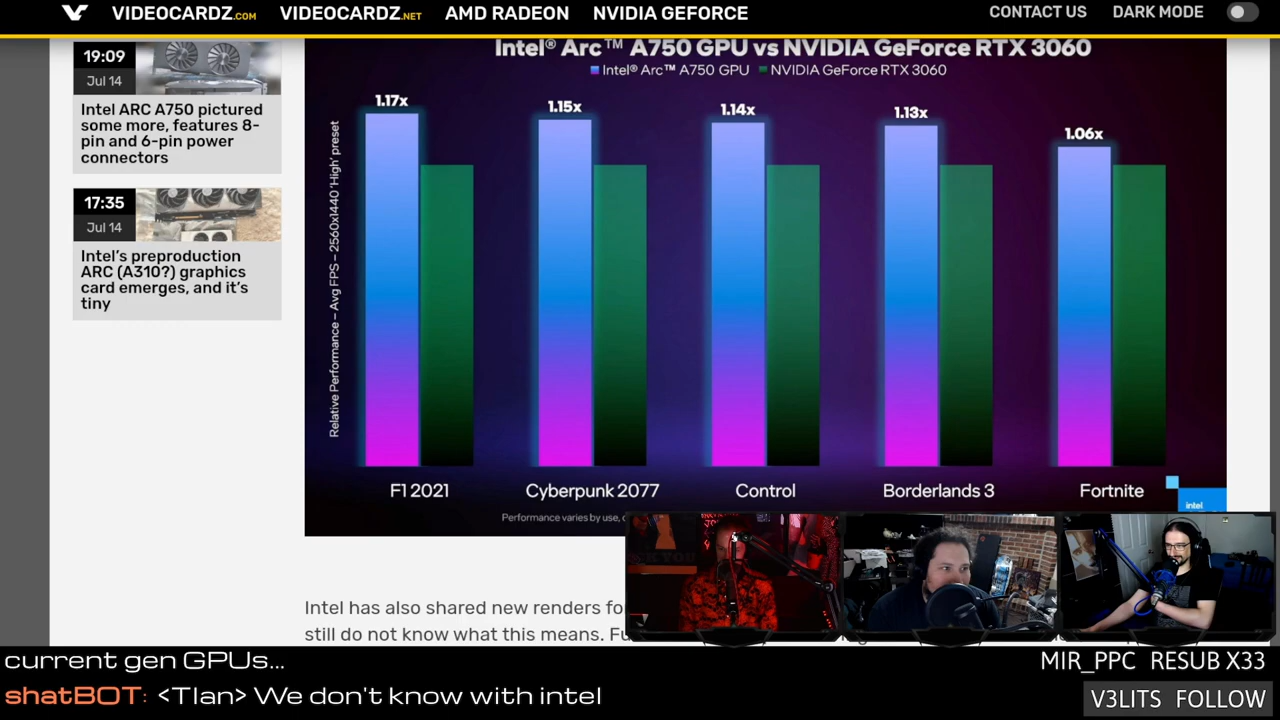 VIDEOCARDZ.COM VIDEOCARDZ.NET AMD RADEON NVIDIA GEFORCE CONTACT US DARK MODE
19:09
Jul 14
Intel ARC A750 pictured
some more, features 8-
pin and 6-pin power
connectors
17:35
Jul 14
Intel's preproduction
ARC (A310?) graphics
card emerges, and it's
tiny
Intel® Arc™ A750 GPU vs NVIDIA GeForce RTX 3060
Intel® Arc™ A750 GPU NVIDIA GeForce RTX 3060
Relative Performance – Avg FPS – 2560x1440 'High' preset
1.17x
1.15x
1.14x
1.13x
1.06x
F1 2021
Cyberpunk 2077
Control
Borderlands 3
Fortnite
intel
Performance varies by use,
Intel has also shared new renders
still do not know what this means.
current gen GPUs...
shatBOT: <Tlan> We don't know with intel
MIR_PPC RESUB X33
V3LITS FOLLOW